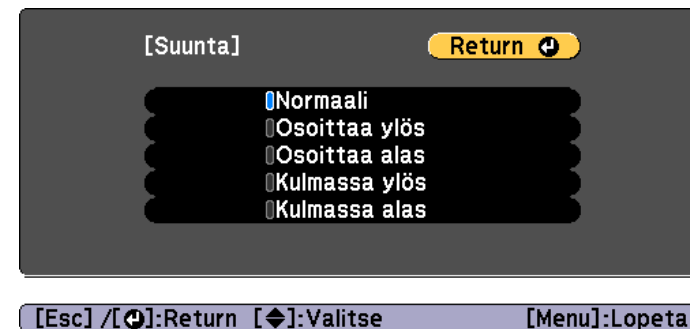 [Suunta] Return
Normaali
Osoittaa ylös
Osoittaa alas
Kulmassa ylös
Kulmassa alas
[Esc] /[ ]:Return [ ]:Valitse [Menu]:Lopeta